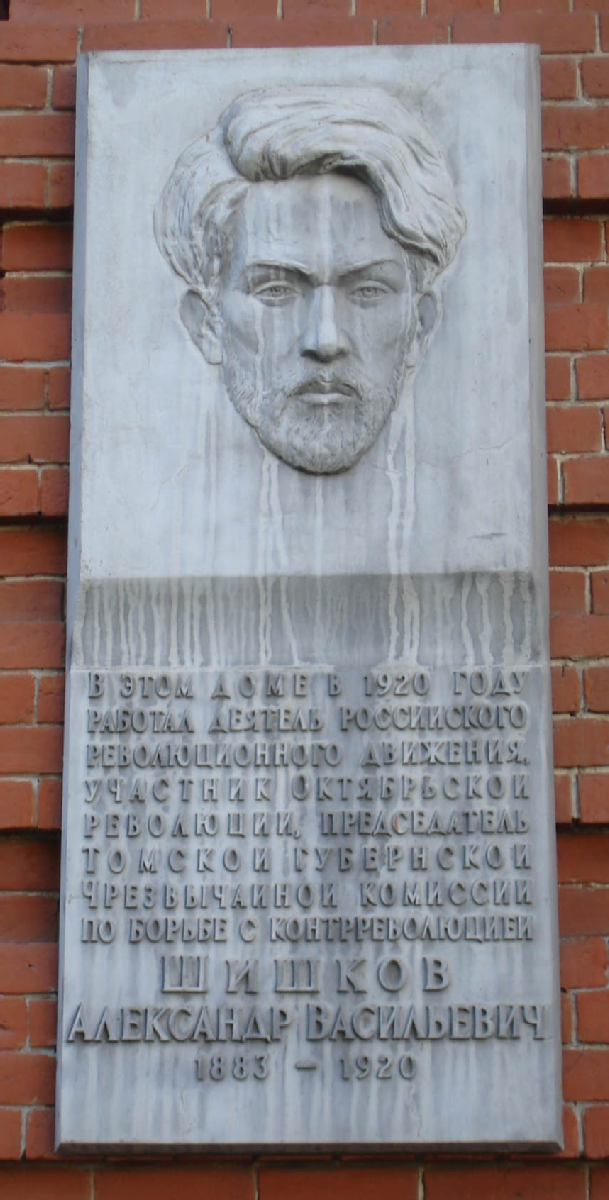 В ЭТОМ ДОМЕ В 1920 ГОДУ
РАБОТАЛ ДЕЯТЕЛЬ РОССИЙСКОГО
РЕВОЛЮЦИОННОГО ДВИЖЕНИЯ,
УЧАСТНИК ОКТЯБРЬСКОЙ
РЕВОЛЮЦИИ, ПРЕДСЕДАТЕЛЬ
ТОМСКОЙ ГУБЕРНСКОЙ
ЧРЕЗВЫЧАЙНОЙ КОМИССИИ
ПО БОРЬБЕ С КОНТРРЕВОЛЮЦИЕЙ
ШИШКОВ
АЛЕКСАНДР ВАСИЛЬЕВИЧ
1883 – 1920